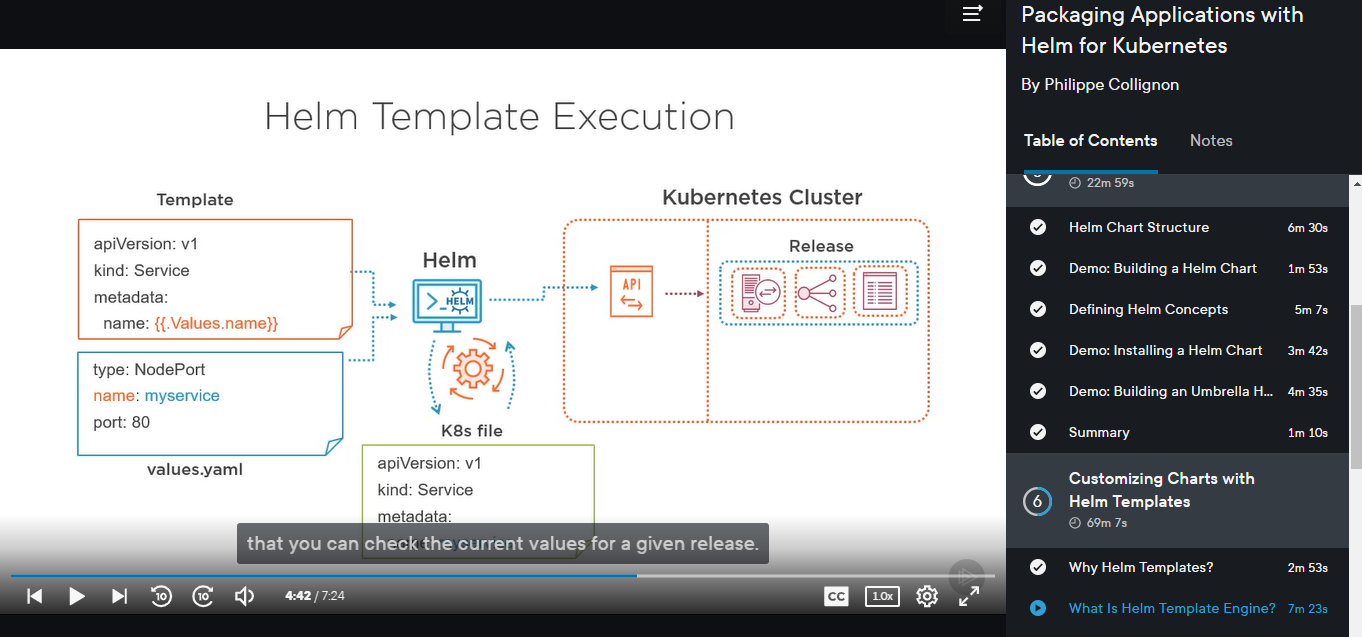 Packaging Applications with
Helm for Kubernetes
By Philippe Collignon
Table of Contents
Notes
Helm Template Execution
Template
apiVersion: v1
kind: Service
metadata:
name: {{.Values.name}}
type: NodePort
name: myservice
port: 80
values.yaml
Helm
>_ HELM
K8s file
apiVersion: v1
kind: Service
metadata:
Kubernetes Cluster
API
Release
that you can check the current values for a given release.
10
10
4:42 / 7:24
CC
1.0x
22m 59s
Helm Chart Structure 6m 30s
Demo: Building a Helm Chart 1m 53s
Defining Helm Concepts 5m 7s
Demo: Installing a Helm Chart 3m 42s
Demo: Building an Umbrella H... 4m 35s
Summary 1m 10s
6
Customizing Charts with
Helm Templates
69m 7s
Why Helm Templates? 2m 53s
What Is Helm Template Engine? 7m 23s